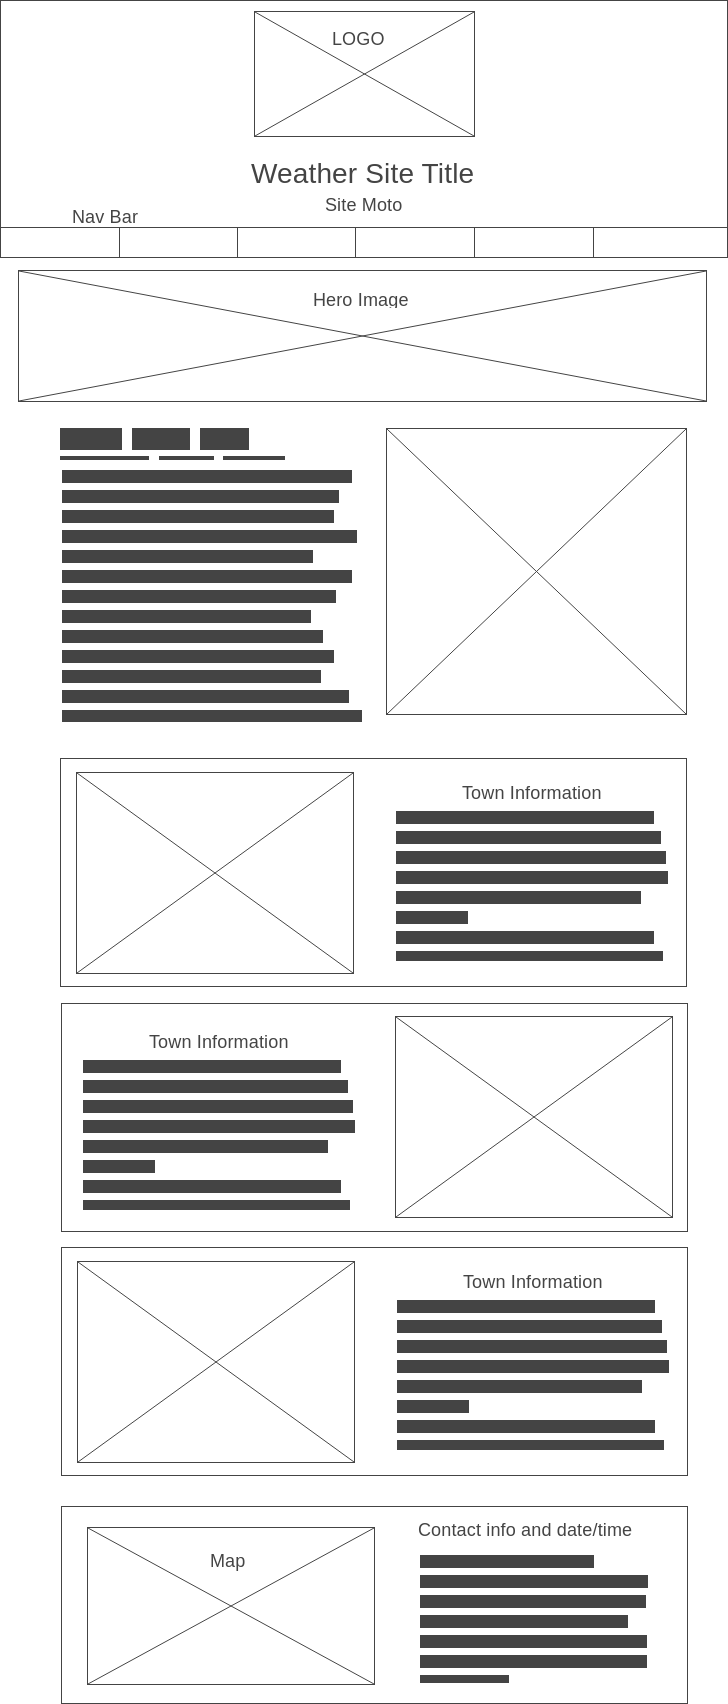 LOGO
Weather Site Title
Site Moto
Nav Bar
Hero Image
Town Information
Town Information
Town Information
Map
Contact info and date/time